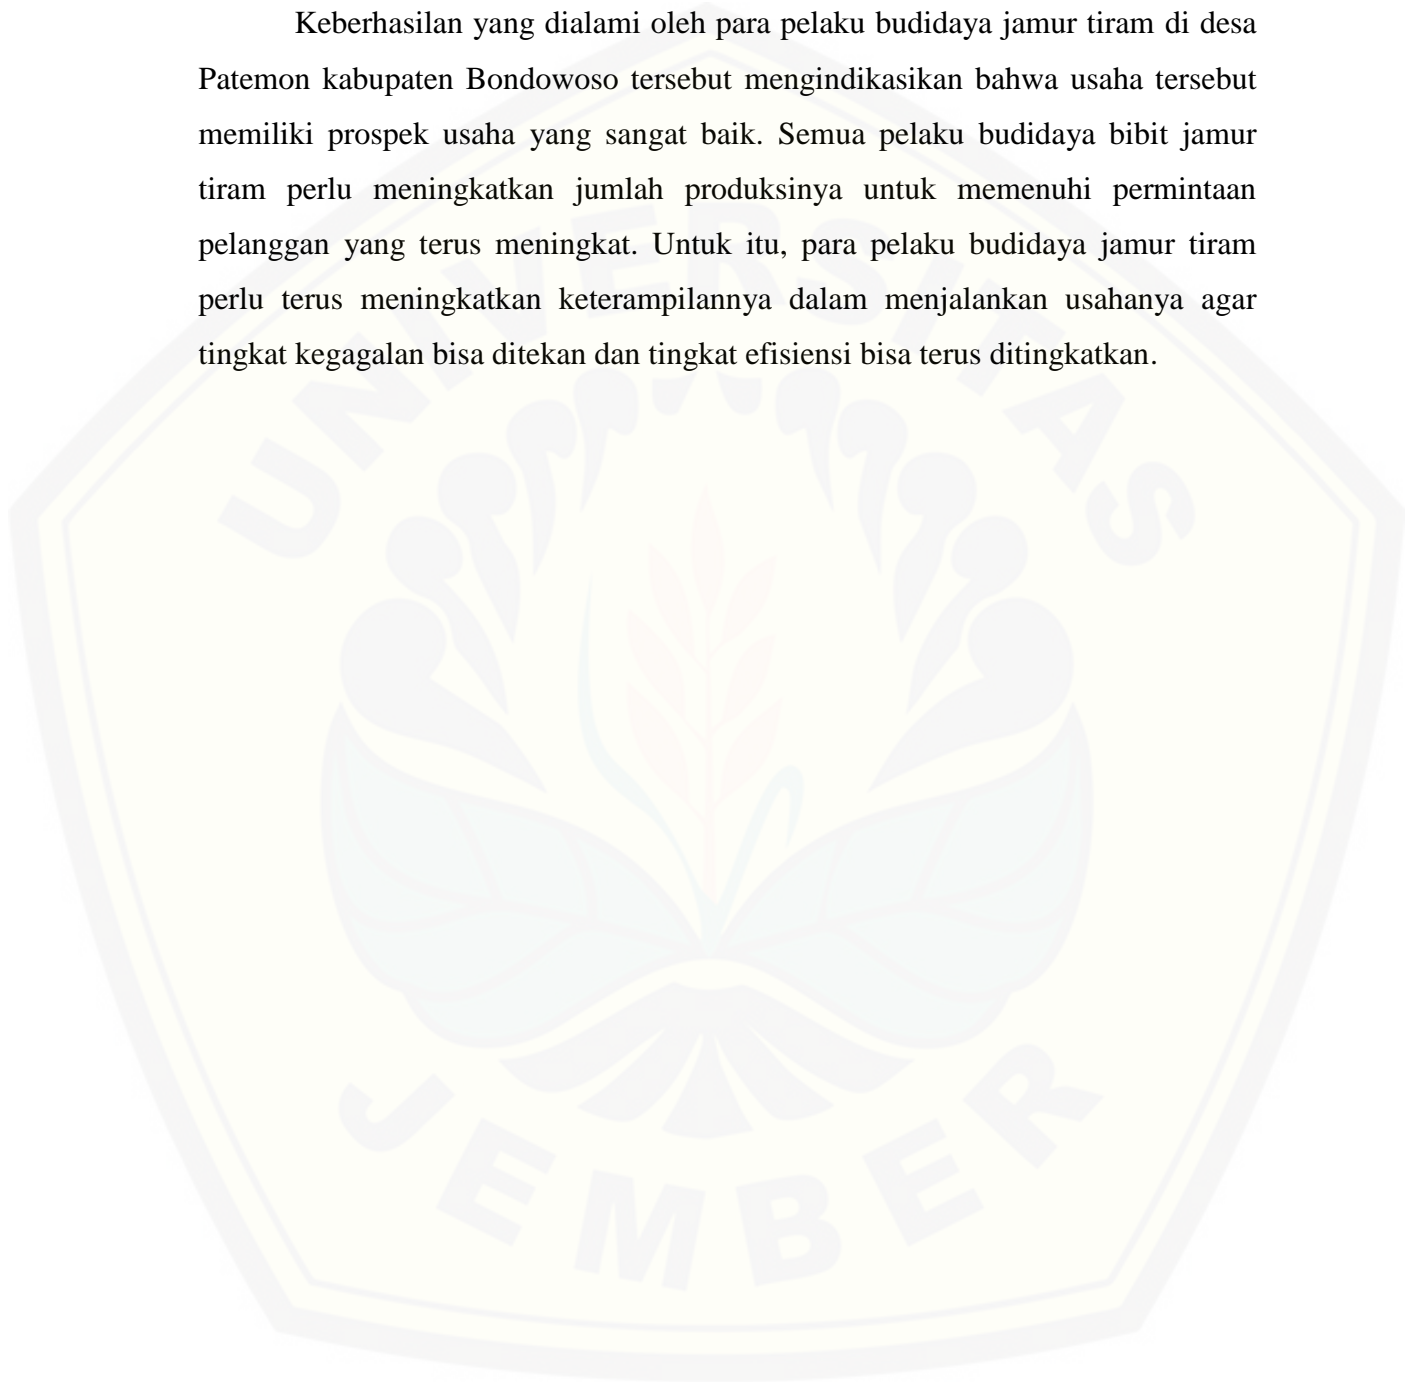 Keberhasilan yang dialami oleh para pelaku budidaya jamur tiram di desa
Patemon kabupaten Bondowoso tersebut mengindikasikan bahwa usaha tersebut
memiliki prospek usaha yang sangat baik. Semua pelaku budidaya bibit jamur
tiram perlu meningkatkan jumlah produksinya untuk memenuhi permintaan
pelanggan yang terus meningkat. Untuk itu, para pelaku budidaya jamur tiram
perlu terus meningkatkan keterampilannya dalam menjalankan usahanya agar
tingkat kegagalan bisa ditekan dan tingkat efisiensi bisa terus ditingkatkan.
UNIVERSITAS
JEMBER